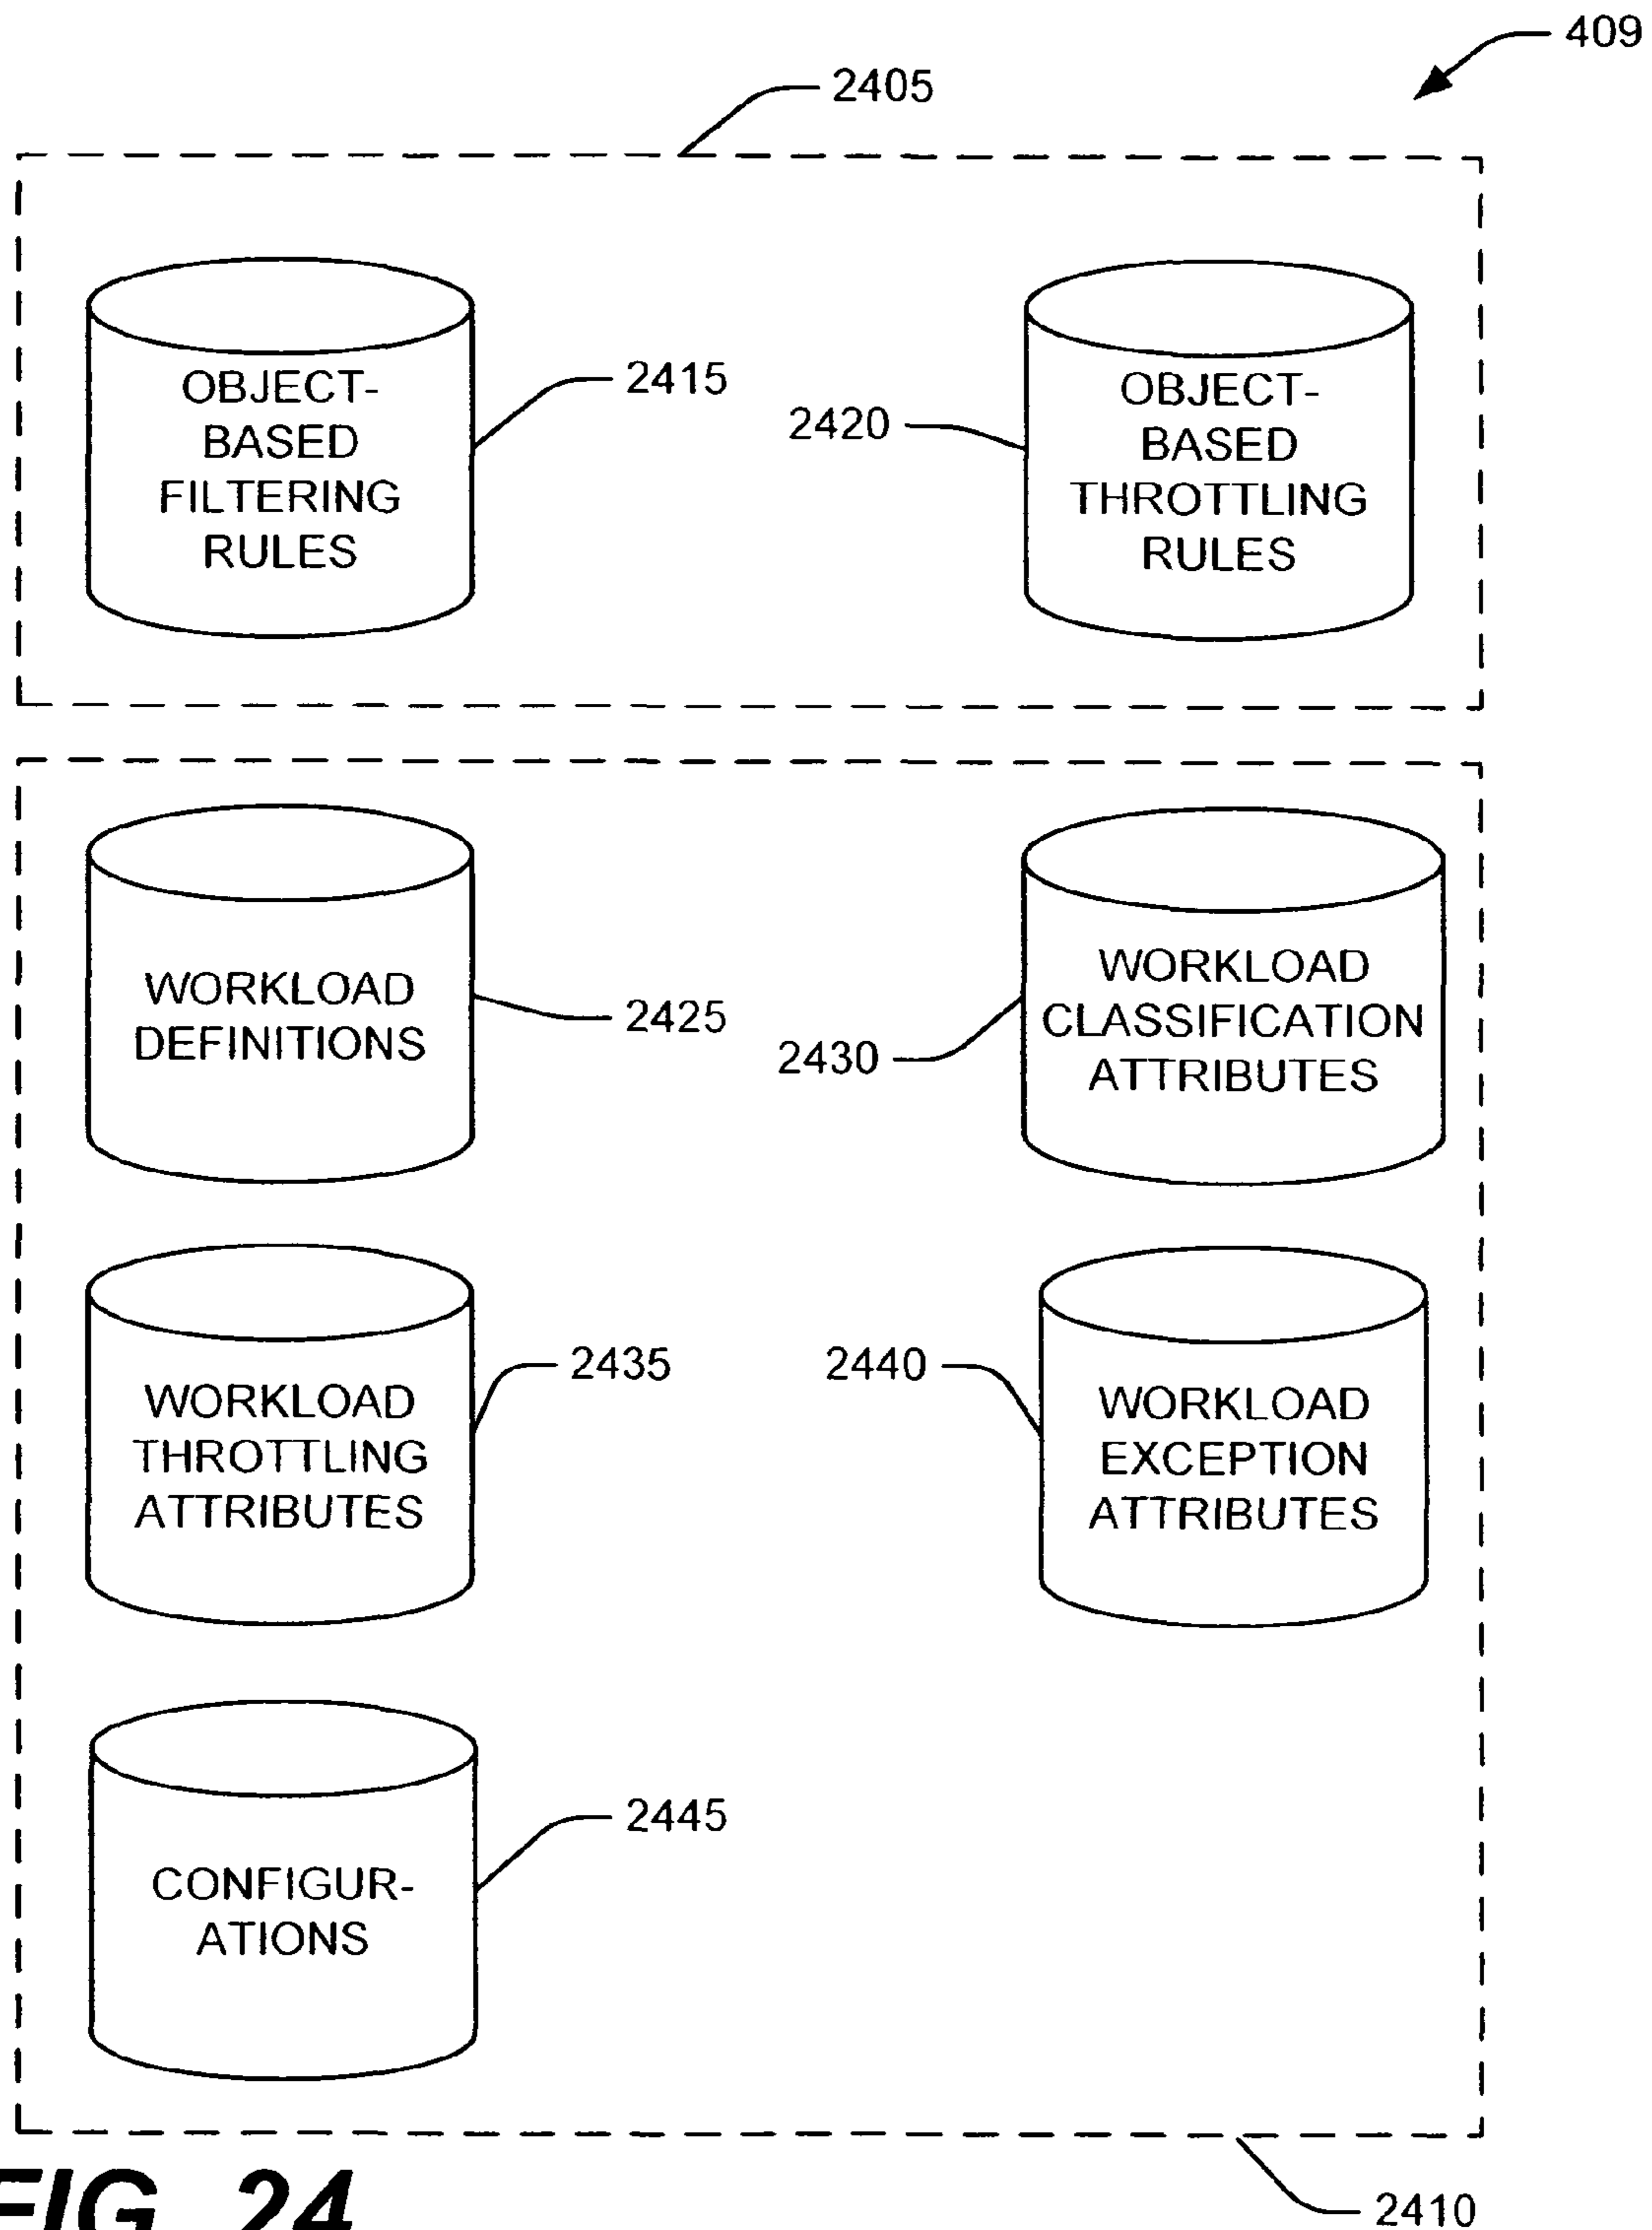 409
2405
OBJECT-
BASED
FILTERING
RULES
2415
2420
OBJECT-
BASED
THROTTLING
RULES
WORKLOAD
DEFINITIONS
2425
2430
WORKLOAD
CLASSIFICATION
ATTRIBUTES
WORKLOAD
THROTTLING
ATTRIBUTES
2435
2440
WORKLOAD
EXCEPTION
ATTRIBUTES
CONFIGUR-
ATIONS
2445
2410
FIG. 24